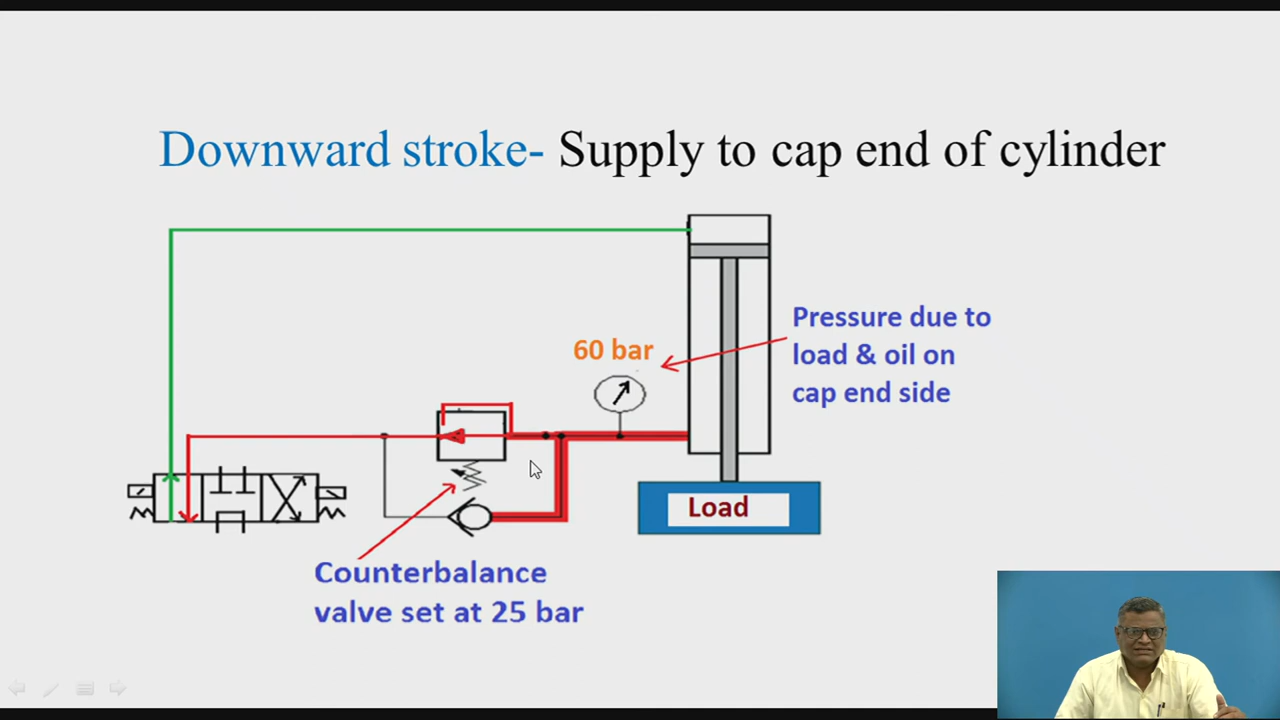 Downward stroke- Supply to cap end of cylinder
60 bar
Pressure due to
load & oil on
cap end side
Load
Counterbalance
valve set at 25 bar